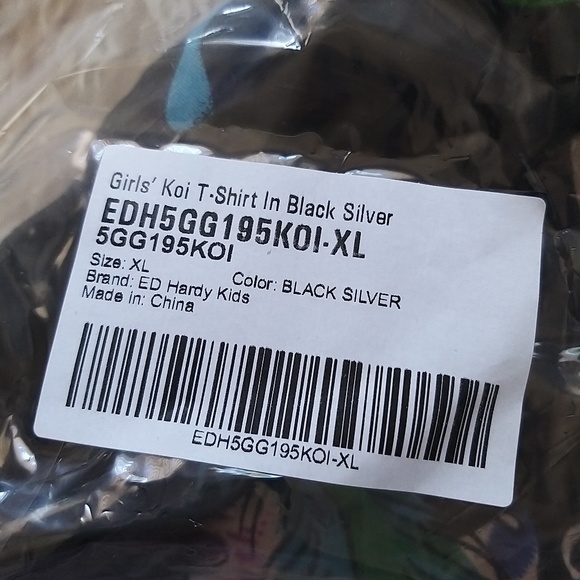 Girls' Koi T-Shirt In Black Silver
EDH5GG195KOI-XL
5GG195KOI
Size: XL Color: BLACK SILVER
Brand: ED Hardy Kids
Made in: China
EDH5GG195KOI-XL